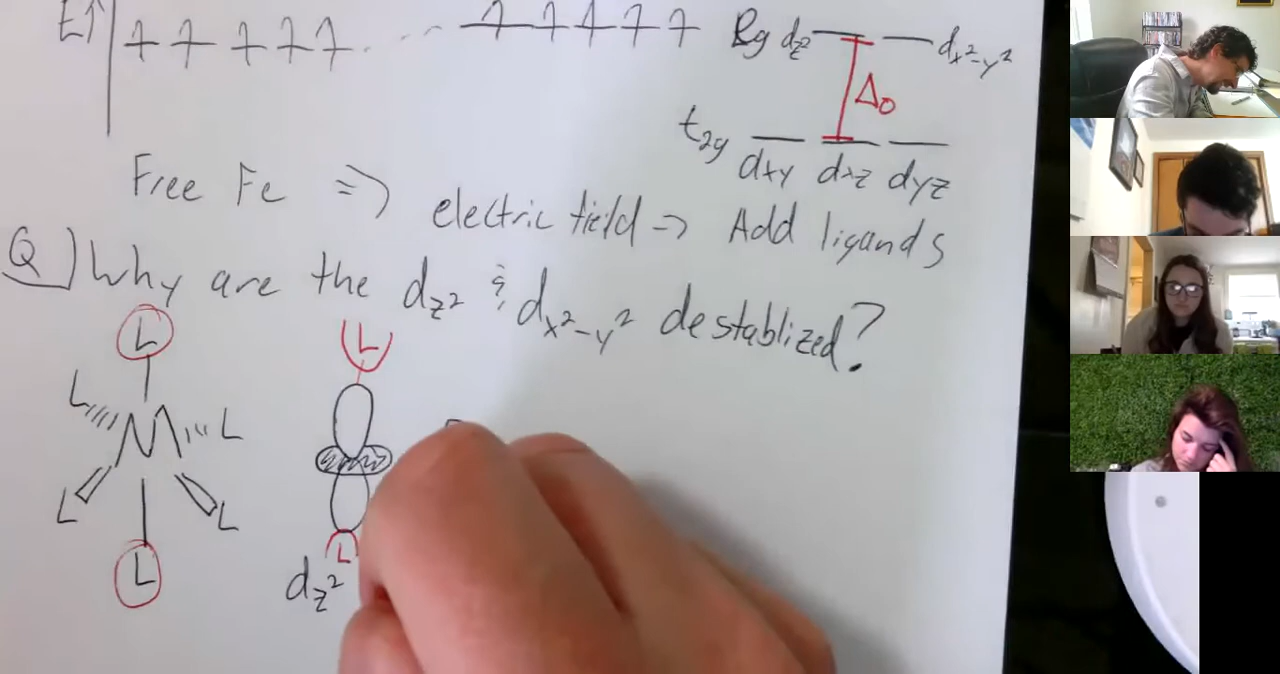 E↑
Eg dz² dx²-y²
Δo
t2g dxy dxz dyz
Free Fe => electric field -> Add ligands
Q) Why are the dz² & dx²-y² destablized?
L L
L L
M
L L
L L
dz²